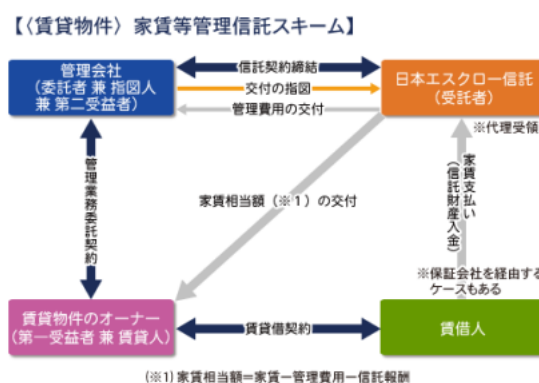 【〈賃貸物件〉家賃等管理信託スキーム】
管理会社
(委託者 兼 指図人
兼 第二受益者)
信託契約締結
交付の指図
管理費用の交付
日本エスクロー信託
(受託者)
※代理受領
管理業務委託契約
家賃相当額（※1）の交付
家賃支払い
(信託財産入金)
※保証会社を経由する
ケースもある
賃貸物件のオーナー
(第一受益者 兼 賃貸人)
賃貸借契約
賃借人
(※1) 家賃相当額＝家賃ー管理費用ー信託報酬